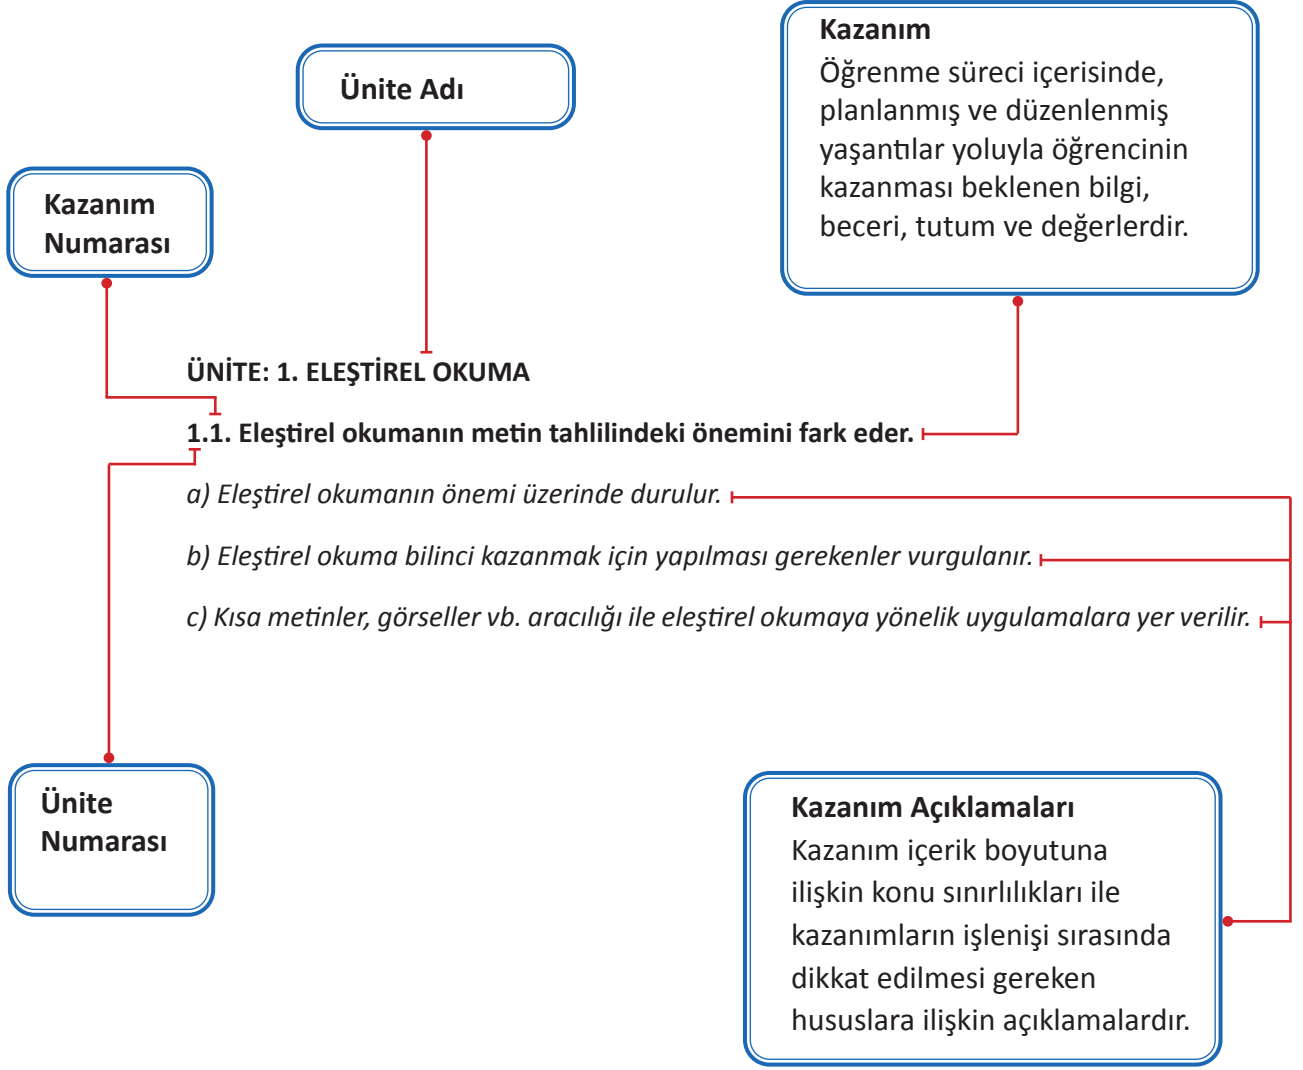 Kazanım
Öğrenme süreci içerisinde,
planlanmış ve düzenlenmiş
yaşantılar yoluyla öğrencinin
kazanması beklenen bilgi,
beceri, tutum ve değerlerdir.
Ünite Adı
Kazanım
Numarası
ÜNİTE: 1. ELEŞTİREL OKUMA
1.1. Eleştirel okumanın metin tahlilindeki önemini fark eder.
a) Eleştirel okumanın önemi üzerinde durulur.
b) Eleştirel okuma bilinci kazanmak için yapılması gerekenler vurgulanır.
c) Kısa metinler, görseller vb. aracılığı ile eleştirel okumaya yönelik uygulamalara yer verilir.
Ünite
Numarası
Kazanım Açıklamaları
Kazanım içerik boyutuna
ilişkin konu sınırlılıkları ile
kazanımların işlenişi sırasında
dikkat edilmesi gereken
hususlara ilişkin açıklamalardır.